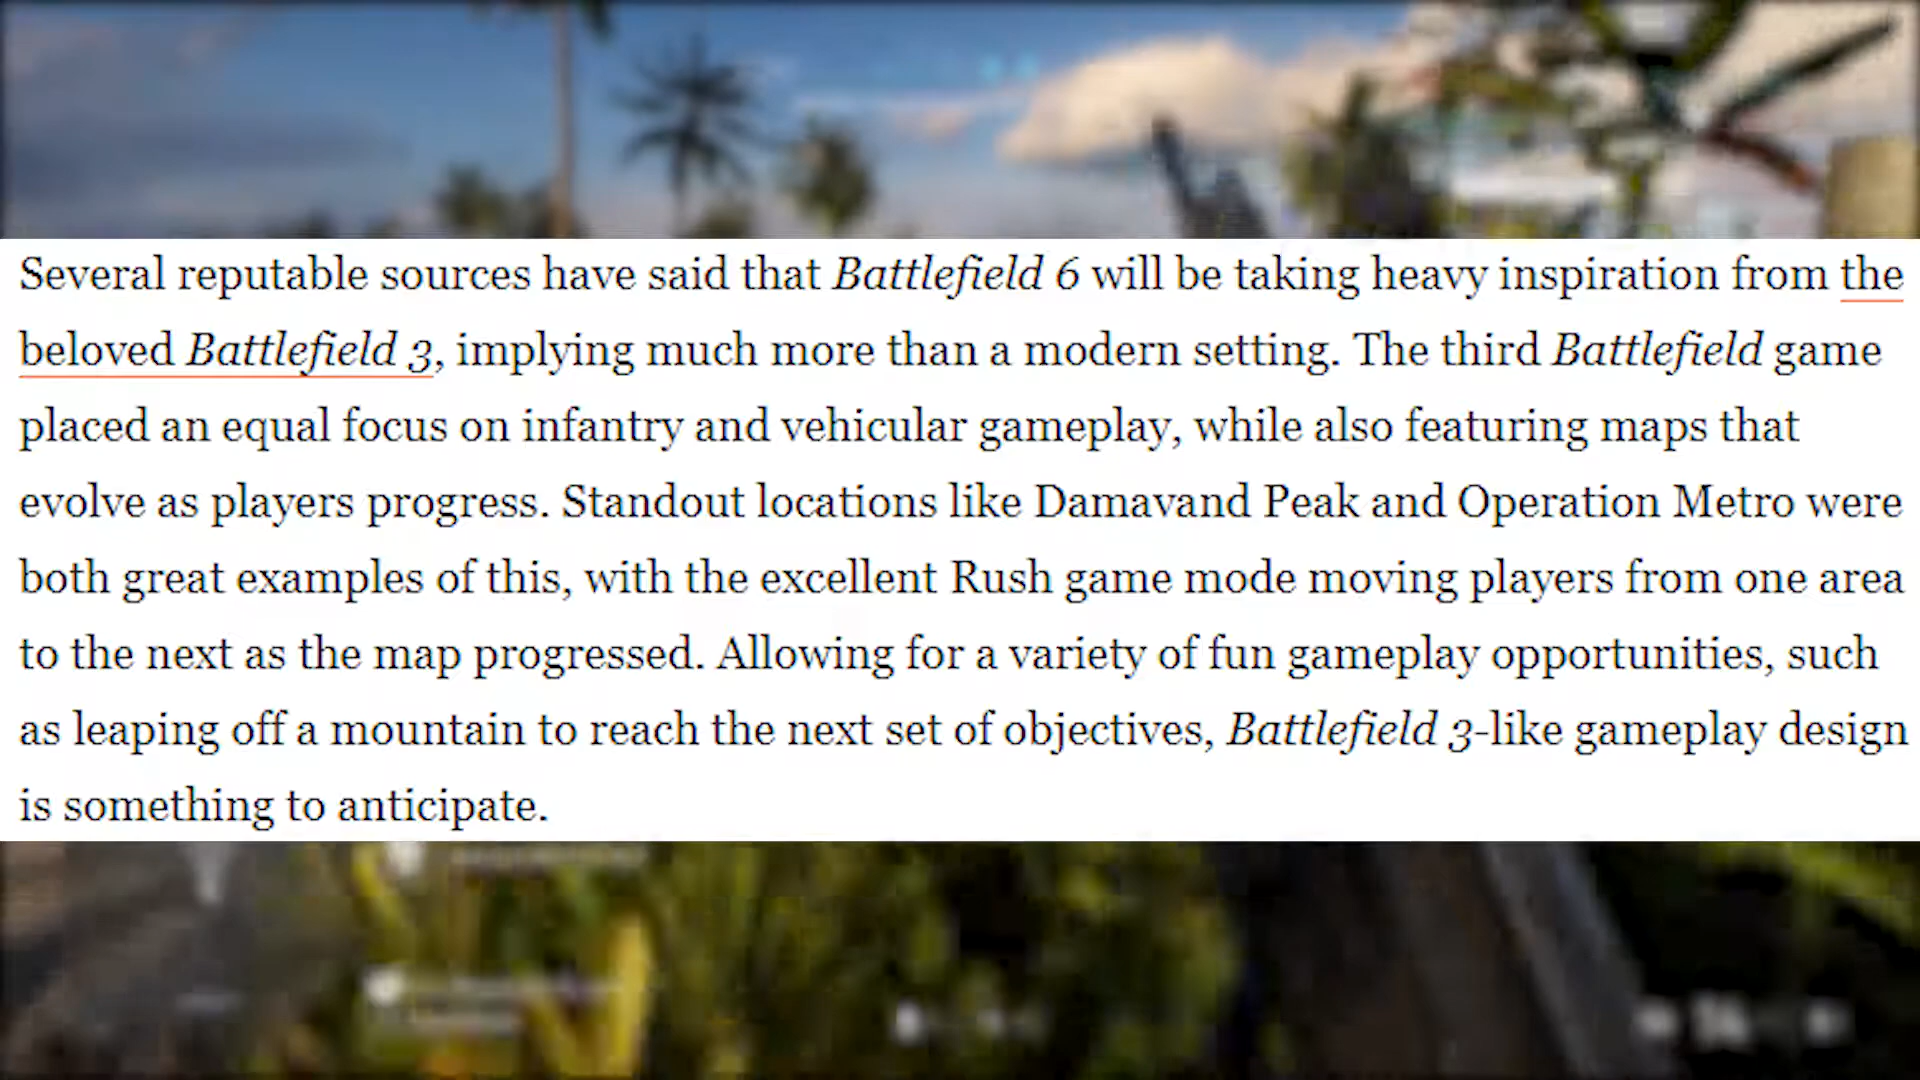 Several reputable sources have said that Battlefield 6 will be taking heavy inspiration from the
beloved Battlefield 3, implying much more than a modern setting. The third Battlefield game
placed an equal focus on infantry and vehicular gameplay, while also featuring maps that
evolve as players progress. Standout locations like Damavand Peak and Operation Metro were
both great examples of this, with the excellent Rush game mode moving players from one area
to the next as the map progressed. Allowing for a variety of fun gameplay opportunities, such
as leaping off a mountain to reach the next set of objectives, Battlefield 3-like gameplay design
is something to anticipate.